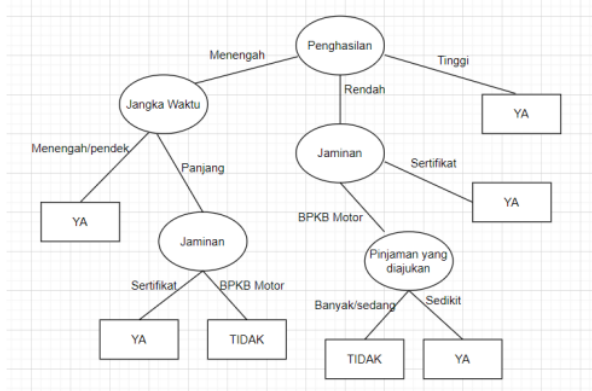 Penghasilan
Menengah
Tinggi
Rendah
Jangka Waktu
YA
Menengah/pendek
Jaminan
Sertifikat
Panjang
YA
YA
BPKB Motor
Jaminan
Pinjaman yang
diajukan
Sertifikat
BPKB Motor
Banyak/sedang
Sedikit
YA
TIDAK
TIDAK
YA